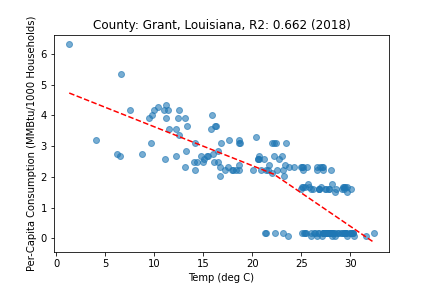 County: Grant, Louisiana, R2: 0.662 (2018)
Per-Capita Consumption (MMBtu/1000 Households)
6
5
4
3
2
1
0
0 5 10 15 20 25 30
Temp (deg C)